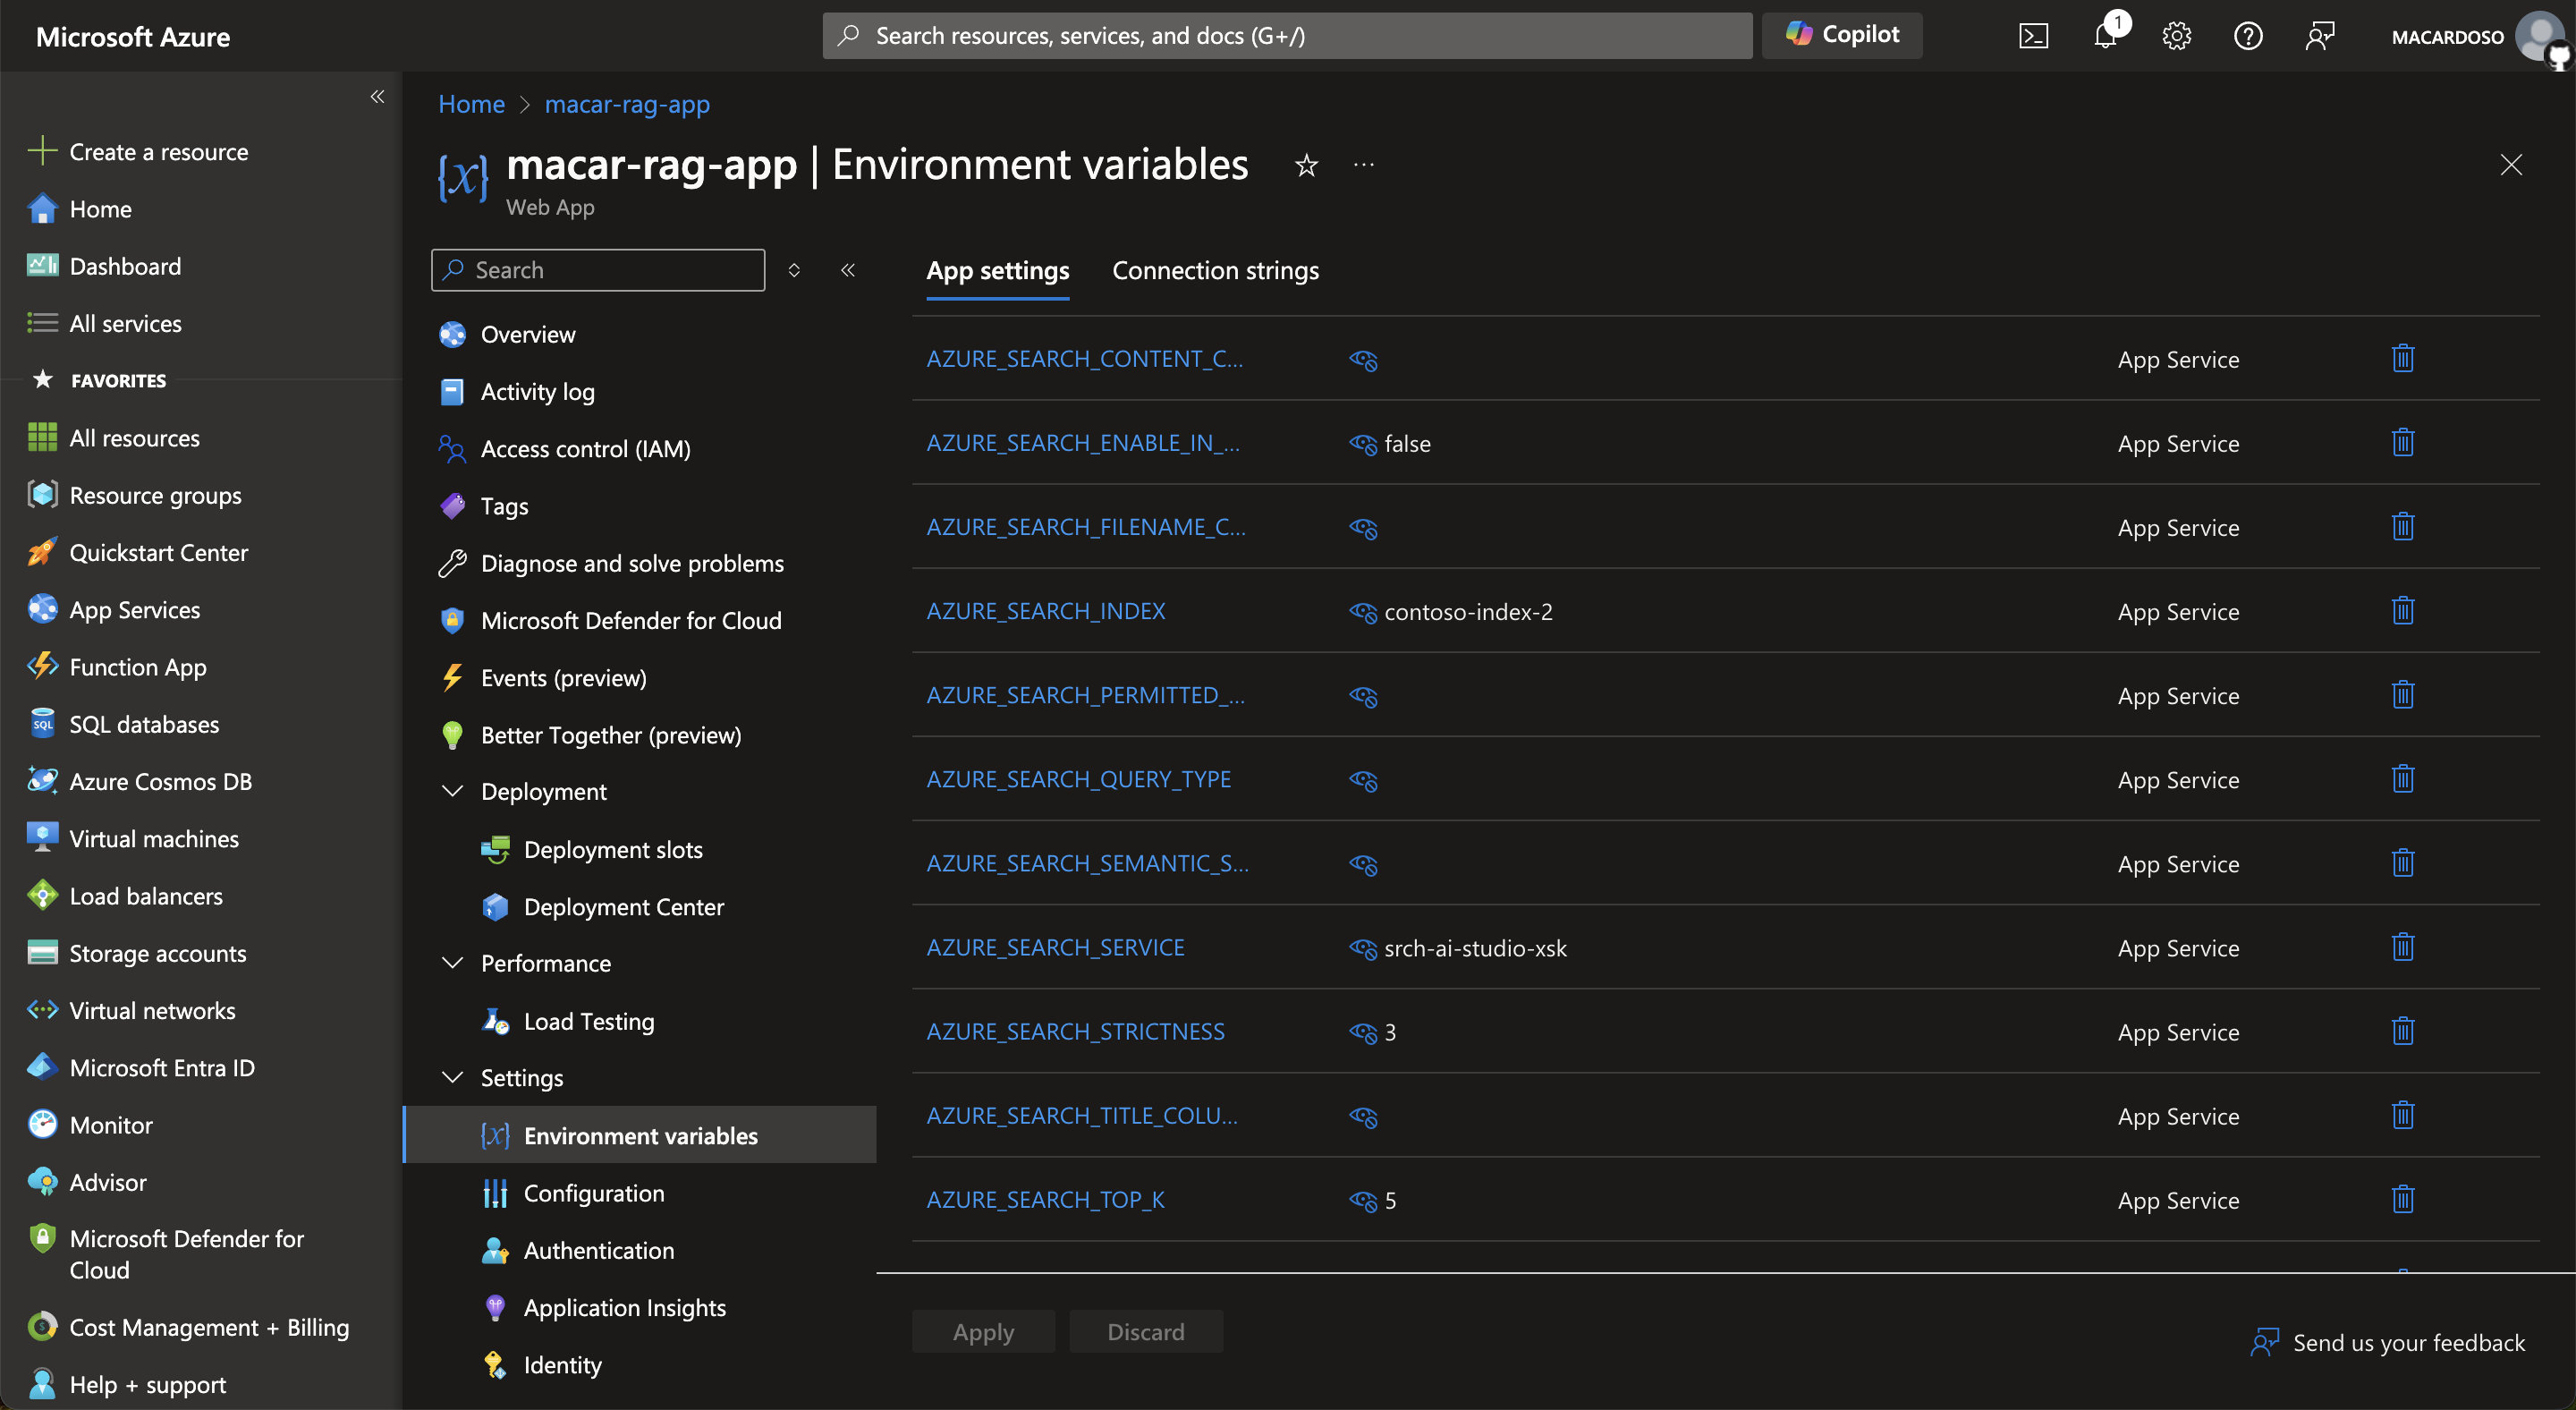 Microsoft Azure
Search resources, services, and docs (G+/)
Copilot
1
MACARDOSO
Create a resource
Home
Dashboard
All services
FAVORITES
All resources
Resource groups
Quickstart Center
App Services
Function App
SQL databases
Azure Cosmos DB
Virtual machines
Load balancers
Storage accounts
Virtual networks
Microsoft Entra ID
Monitor
Advisor
Microsoft Defender for
Cloud
Cost Management + Billing
Help + support
Home > macar-rag-app
macar-rag-app | Environment variables
Web App
Search
Overview
Activity log
Access control (IAM)
Tags
Diagnose and solve problems
Microsoft Defender for Cloud
Events (preview)
Better Together (preview)
Deployment
Deployment slots
Deployment Center
Performance
Load Testing
Settings
Environment variables
Configuration
Authentication
Application Insights
Identity
App settings Connection strings
AZURE_SEARCH_CONTENT_C... App Service
AZURE_SEARCH_ENABLE_IN_... false App Service
AZURE_SEARCH_FILENAME_C... App Service
AZURE_SEARCH_INDEX contoso-index-2 App Service
AZURE_SEARCH_PERMITTED_... App Service
AZURE_SEARCH_QUERY_TYPE App Service
AZURE_SEARCH_SEMANTIC_S... App Service
AZURE_SEARCH_SERVICE srch-ai-studio-xsk App Service
AZURE_SEARCH_STRICTNESS 3 App Service
AZURE_SEARCH_TITLE_COLU... App Service
AZURE_SEARCH_TOP_K 5 App Service
Apply Discard
Send us your feedback